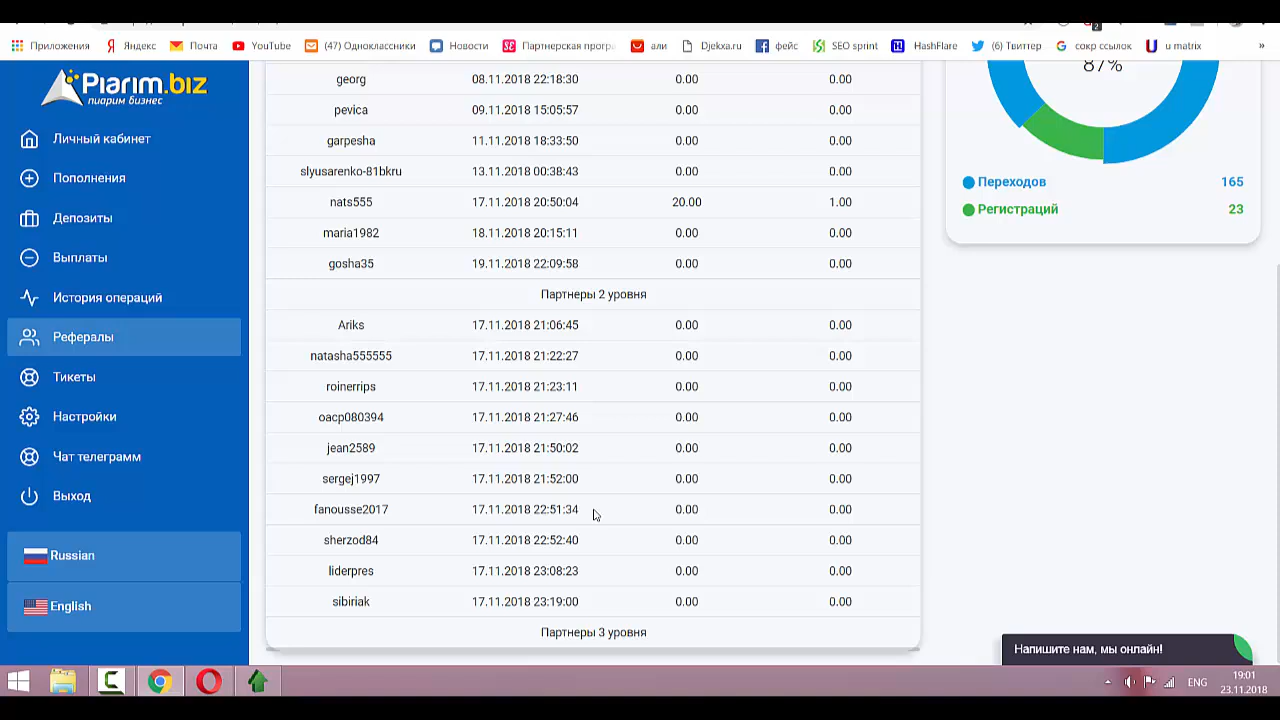 Приложения
Яндекс
Почта
YouTube
(47) Одноклассники
Новости
Партнерская прогр
али
Djekxa.ru
фейс
SEO sprint
HashFlare
(6) Твиттер
сокр ссылок
u matrix
»
2
Piarim.biz
пиарим бизнес
Личный кабинет
Пополнения
Депозиты
Выплаты
История операций
Рефералы
Тикеты
Настройки
Чат телеграмм
Выход
Russian
English
georg 08.11.2018 22:18:30 0.00 0.00
pevica 09.11.2018 15:05:57 0.00 0.00
garpesha 11.11.2018 18:33:50 0.00 0.00
slyusarenko-81bkru 13.11.2018 00:38:43 0.00 0.00
nats555 17.11.2018 20:50:04 20.00 1.00
maria1982 18.11.2018 20:15:11 0.00 0.00
gosha35 19.11.2018 22:09:58 0.00 0.00
Партнеры 2 уровня
Ariks 17.11.2018 21:06:45 0.00 0.00
natasha555555 17.11.2018 21:22:27 0.00 0.00
roinerrips 17.11.2018 21:23:11 0.00 0.00
oacp080394 17.11.2018 21:27:46 0.00 0.00
jean2589 17.11.2018 21:50:02 0.00 0.00
sergej1997 17.11.2018 21:52:00 0.00 0.00
fanousse2017 17.11.2018 22:51:34 0.00 0.00
sherzod84 17.11.2018 22:52:40 0.00 0.00
liderpres 17.11.2018 23:08:23 0.00 0.00
sibiriak 17.11.2018 23:19:00 0.00 0.00
Партнеры 3 уровня
87%
Переходов 165
Регистраций 23
Напишите нам, мы онлайн!
ENG
19:01
23.11.2018